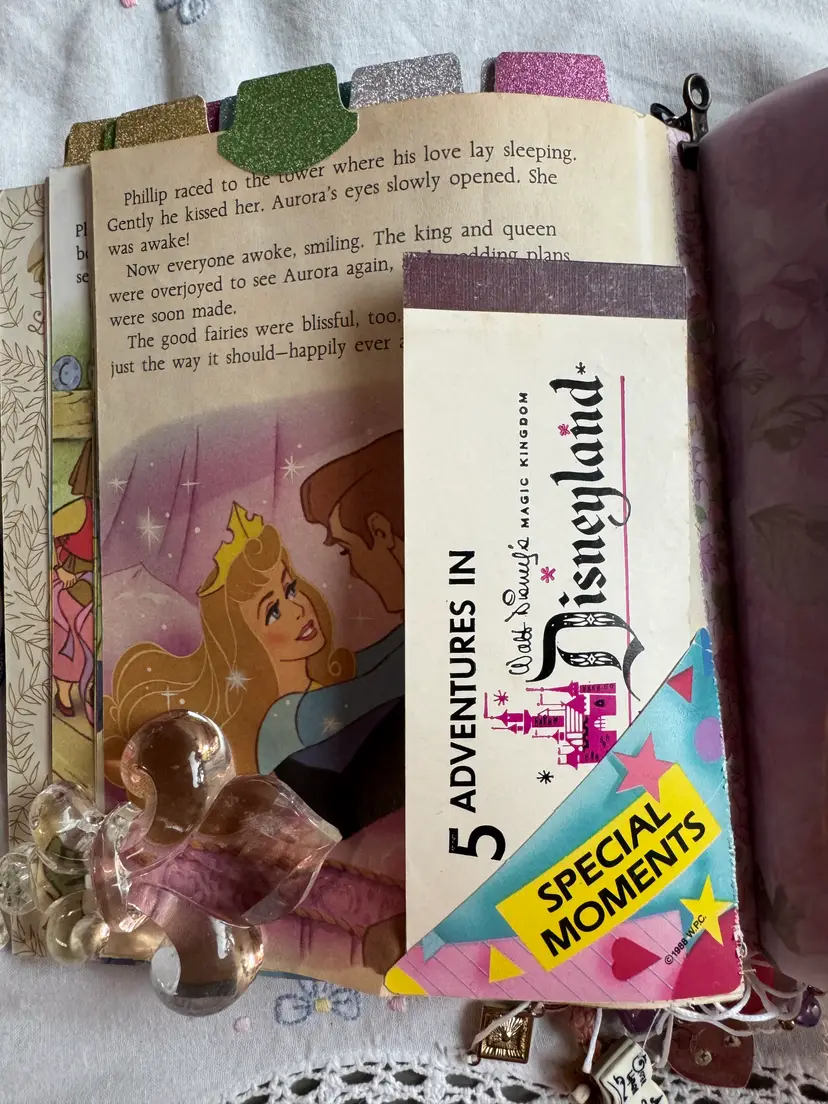 Phillip raced to the tower where his love lay sleeping.
Gently he kissed her. Aurora's eyes slowly opened. She
was awake!
Now everyone awoke, smiling. The king and queen
were overjoyed to see Aurora again, wedding plans
were soon made.
The good fairies were blissful, too.
just the way it should—happily ever
5 ADVENTURES IN
Walt Disney's MAGIC KINGDOM
Disneyland
SPECIAL
MOMENTS
©1988 W.P.C.